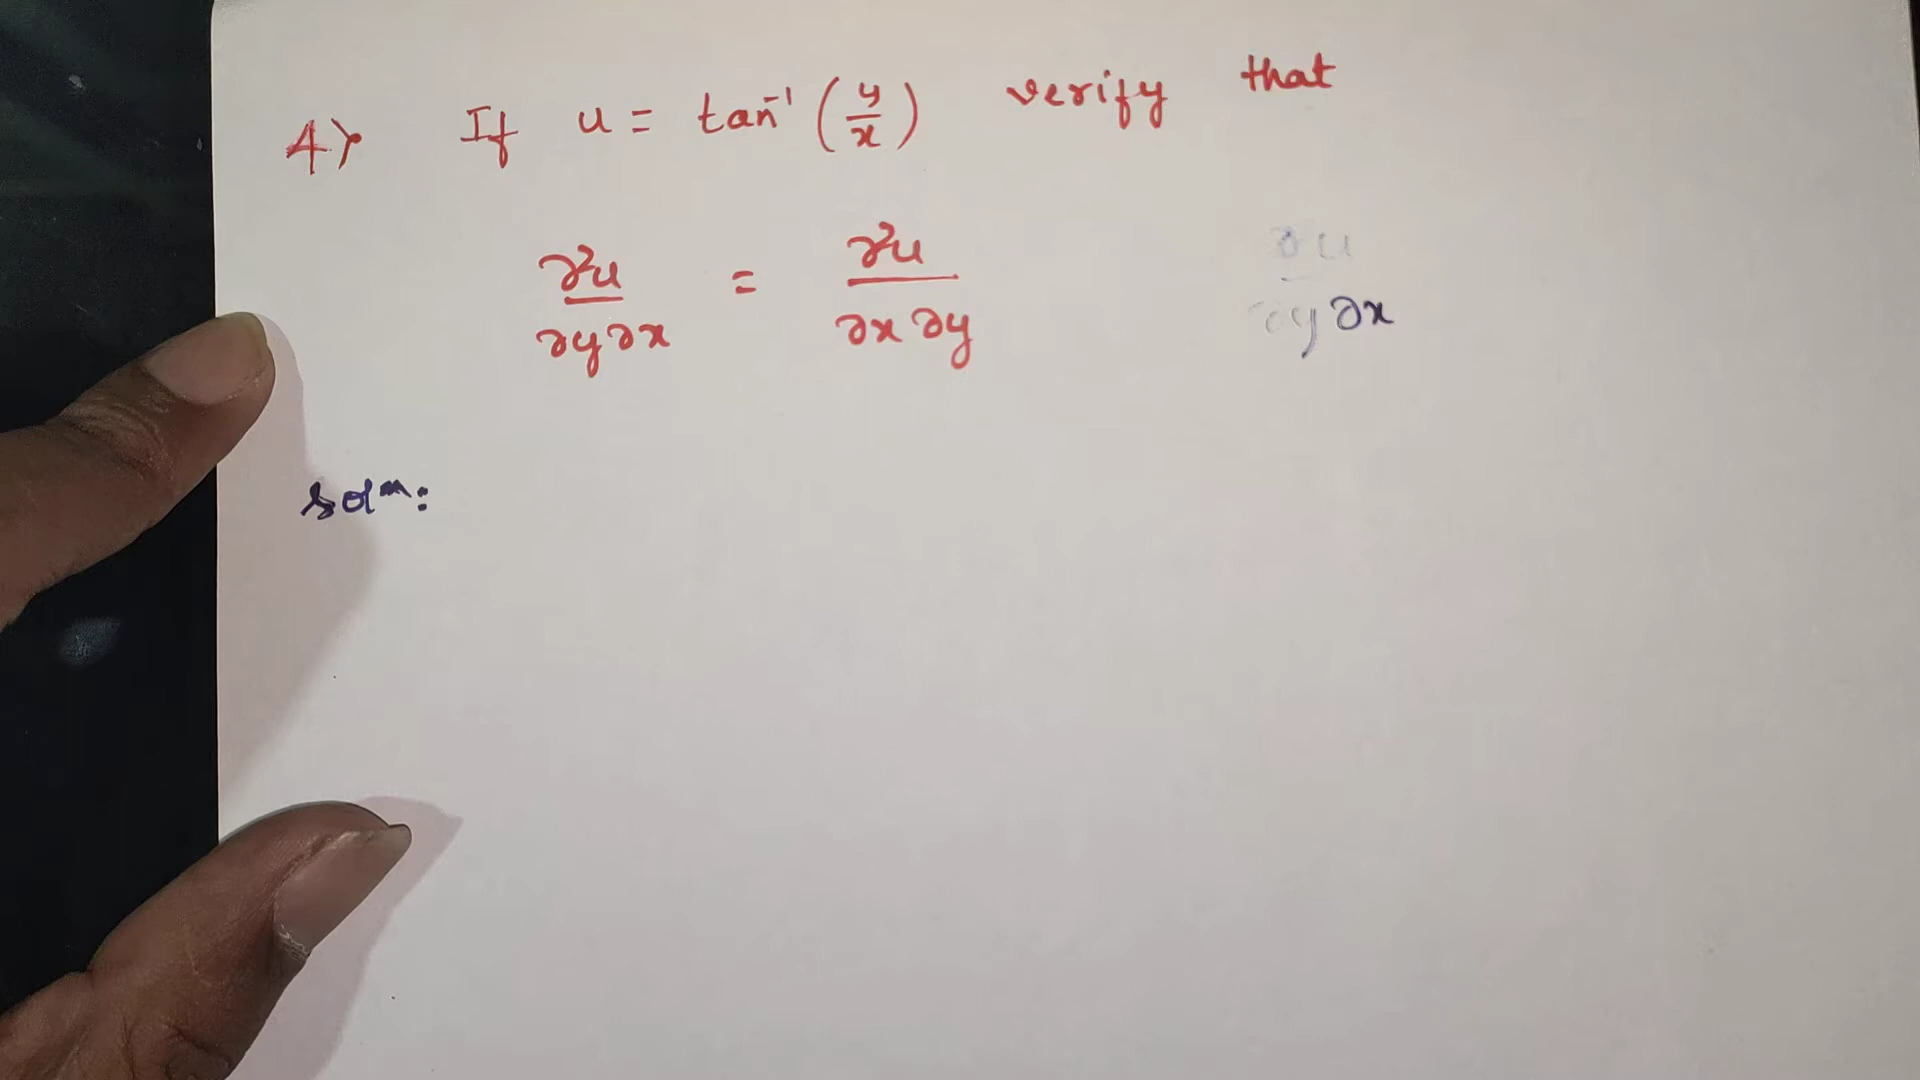 4) If u = tan⁻¹ (y/x) verify that
∂²u/∂y∂x = ∂²u/∂x∂y ∂u/∂y∂x
soln: